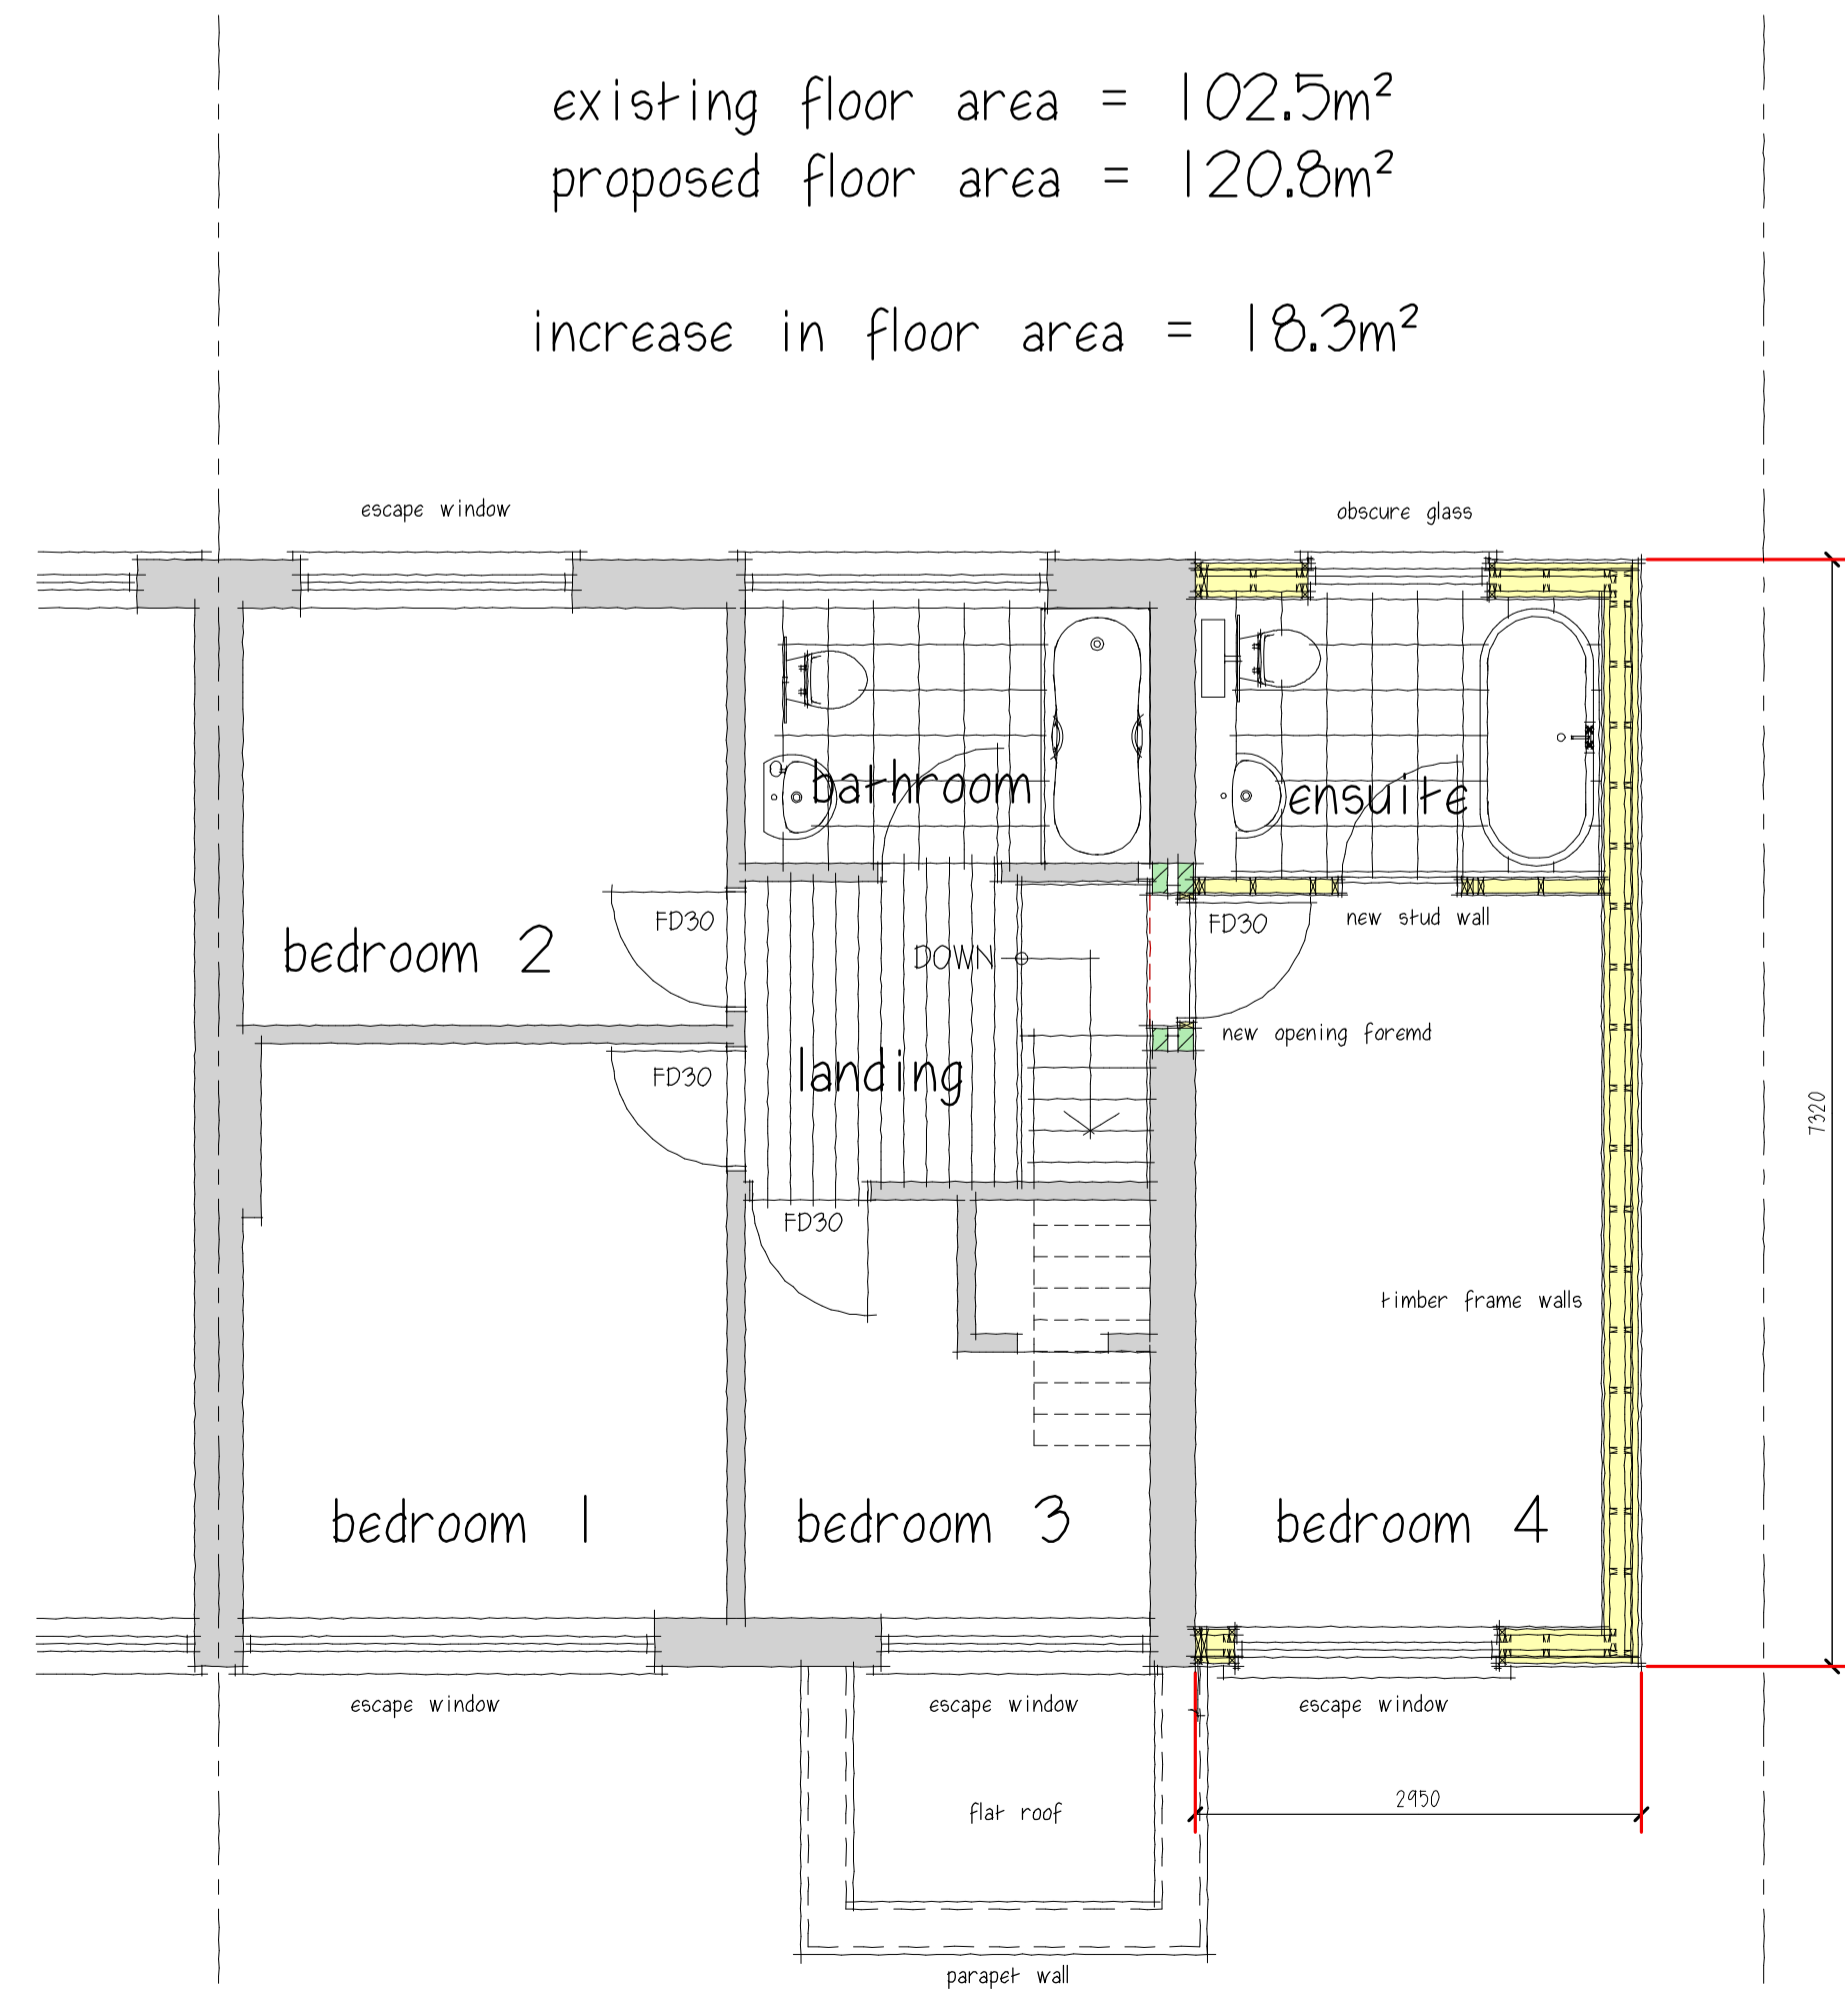 existing floor area = 102.5m²
proposed floor area = 120.8m²
increase in floor area = 18.3m²
escape window
obscure glass
bathroom
ensuite
bedroom 2
FD30
DOWN
FD30
new stud wall
new opening foremd
FD30
landing
7320
FD30
timber frame walls
bedroom 1
bedroom 3
bedroom 4
escape window
escape window
escape window
2950
flat roof
parapet wall